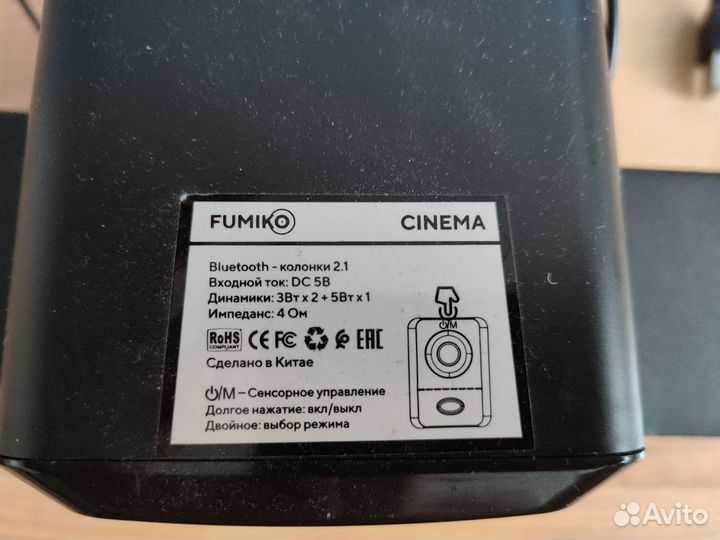 FUMIKO
CINEMA
Bluetooth - колонки 2.1
Входной ток: DC 5В
Динамики: 3Вт x 2 + 5Вт x 1
Импеданс: 4 Ом
RoHS CE FC EAC
COMPLIANT
Сделано в Китае
⏻/M – Сенсорное управление
Долгое нажатие: вкл/выкл
Двойное: выбор режима
⏻/M
Avito